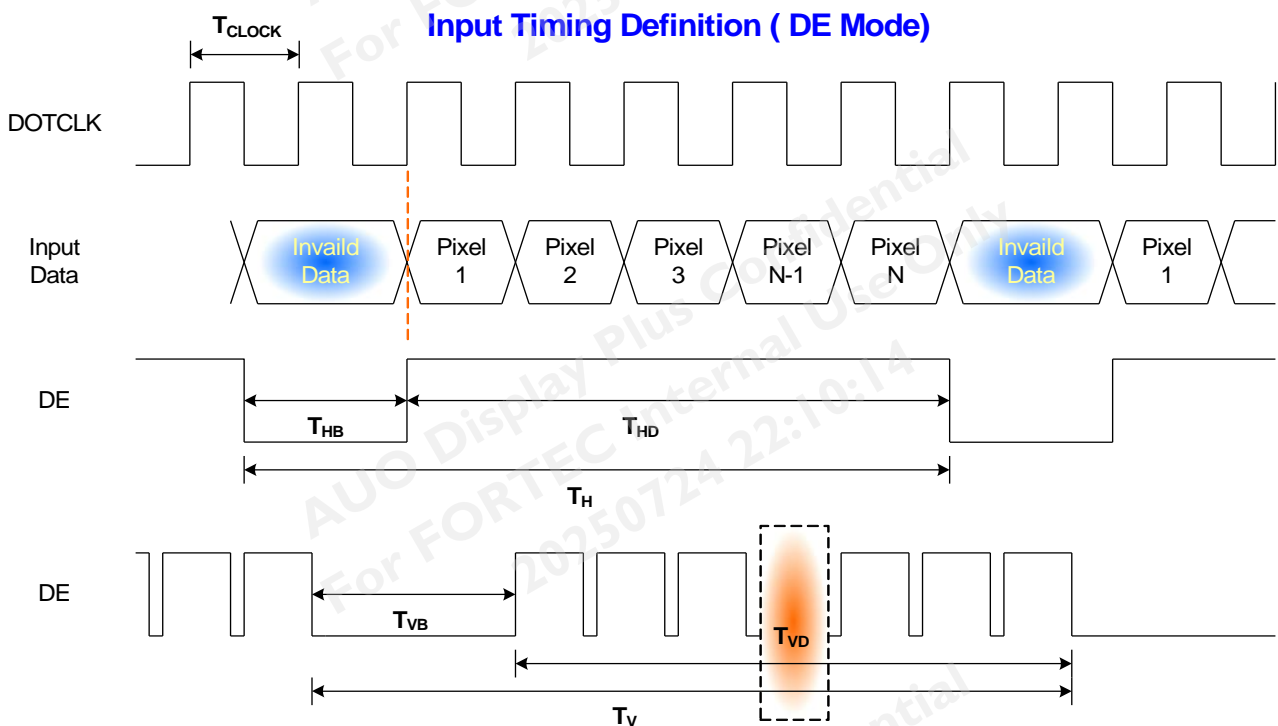 Input Timing Definition ( DE Mode)
TCLOCK
DOTCLK
Input
Data
Invaild
Data
Pixel
1
Pixel
2
Pixel
3
Pixel
N-1
Pixel
N
Invaild
Data
Pixel
1
DE
THB
THD
TH
DE
TVB
TVD
TV
AUO Display Plus Confidential
For FORTEC Internal Use Only
20250724 22:10:14